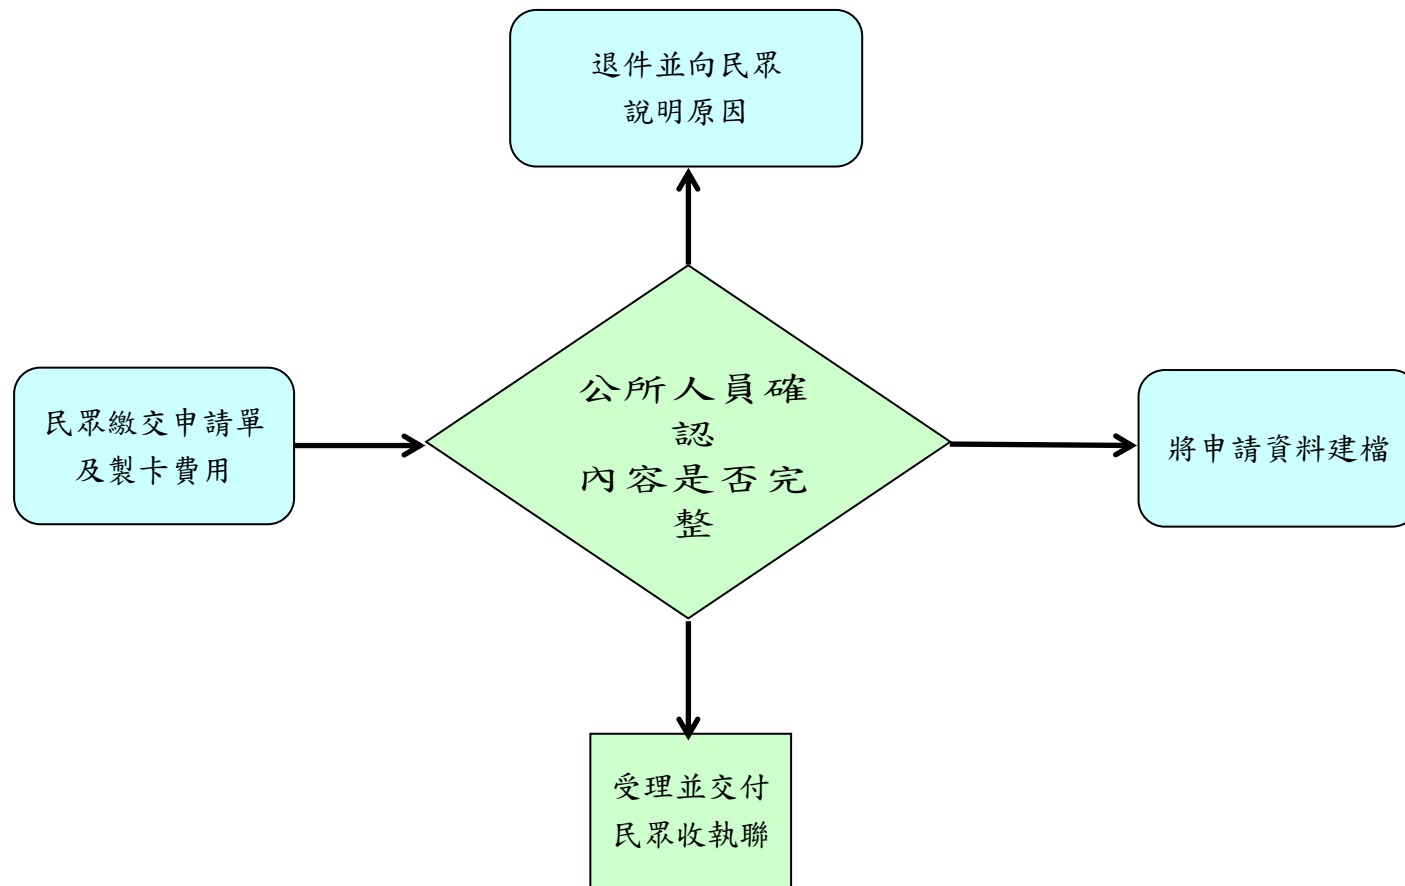 退件並向民眾
說明原因
民眾繳交申請單
及製卡費用
公所人員確
認
內容是否完
整
將申請資料建檔
受理並交付
民眾收執聯